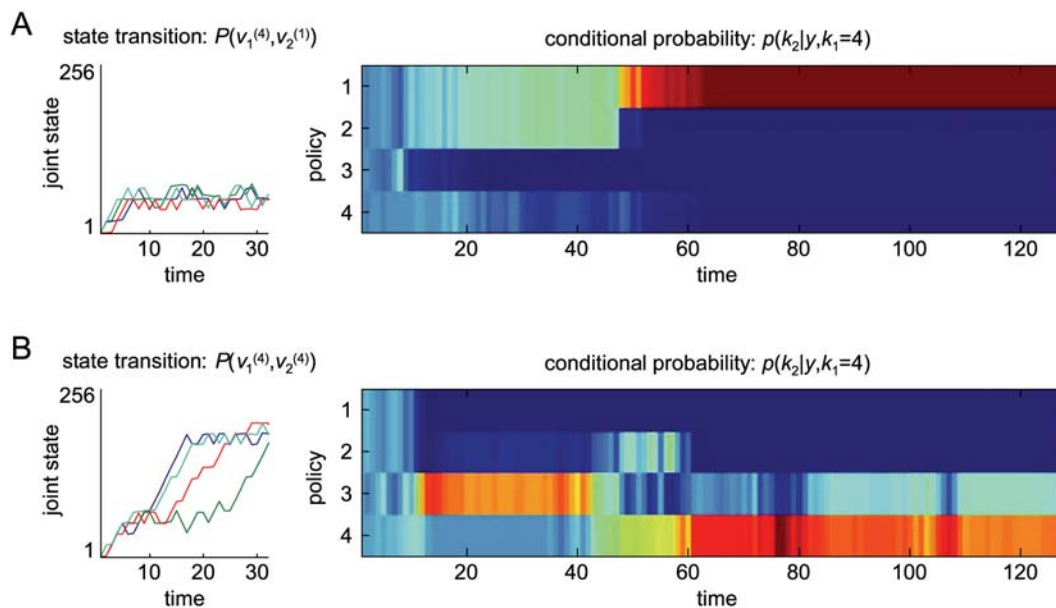 A
state transition: P(v₁⁽⁴⁾,v₂⁽¹⁾)
conditional probability: p(k₂|y,k₁=4)
256
joint state
1
10 20 30
time
policy
1
2
3
4
20 40 60 80 100 120
time
B
state transition: P(v₁⁽⁴⁾,v₂⁽⁴⁾)
conditional probability: p(k₂|y,k₁=4)
256
joint state
1
10 20 30
time
policy
1
2
3
4
20 40 60 80 100 120
time